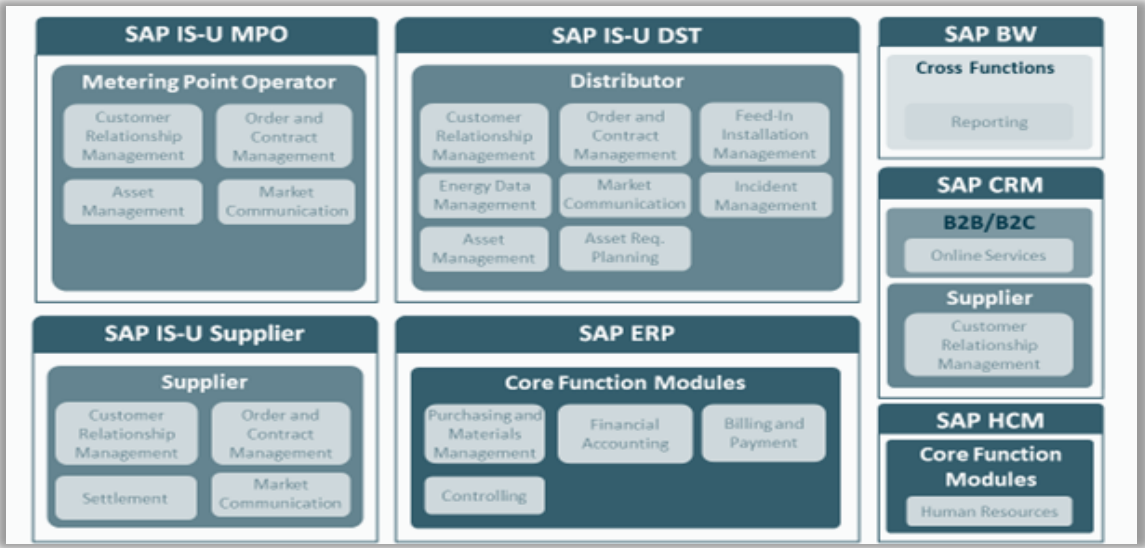 SAP IS-U MPO
Metering Point Operator
Customer
Relationship
Management
Order and
Contract
Management
Asset
Management
Market
Communication
SAP IS-U DST
Distributor
Customer
Relationship
Management
Order and
Contract
Management
Feed-In
Installation
Management
Energy Data
Management
Market
Communication
Incident
Management
Asset
Management
Asset Req.
Planning
SAP BW
Cross Functions
Reporting
SAP CRM
B2B/B2C
Online Services
Supplier
Customer
Relationship
Management
SAP IS-U Supplier
Supplier
Customer
Relationship
Management
Order and
Contract
Management
Settlement
Market
Communication
SAP ERP
Core Function Modules
Purchasing and
Materials
Management
Financial
Accounting
Billing and
Payment
Controlling
SAP HCM
Core Function
Modules
Human Resources